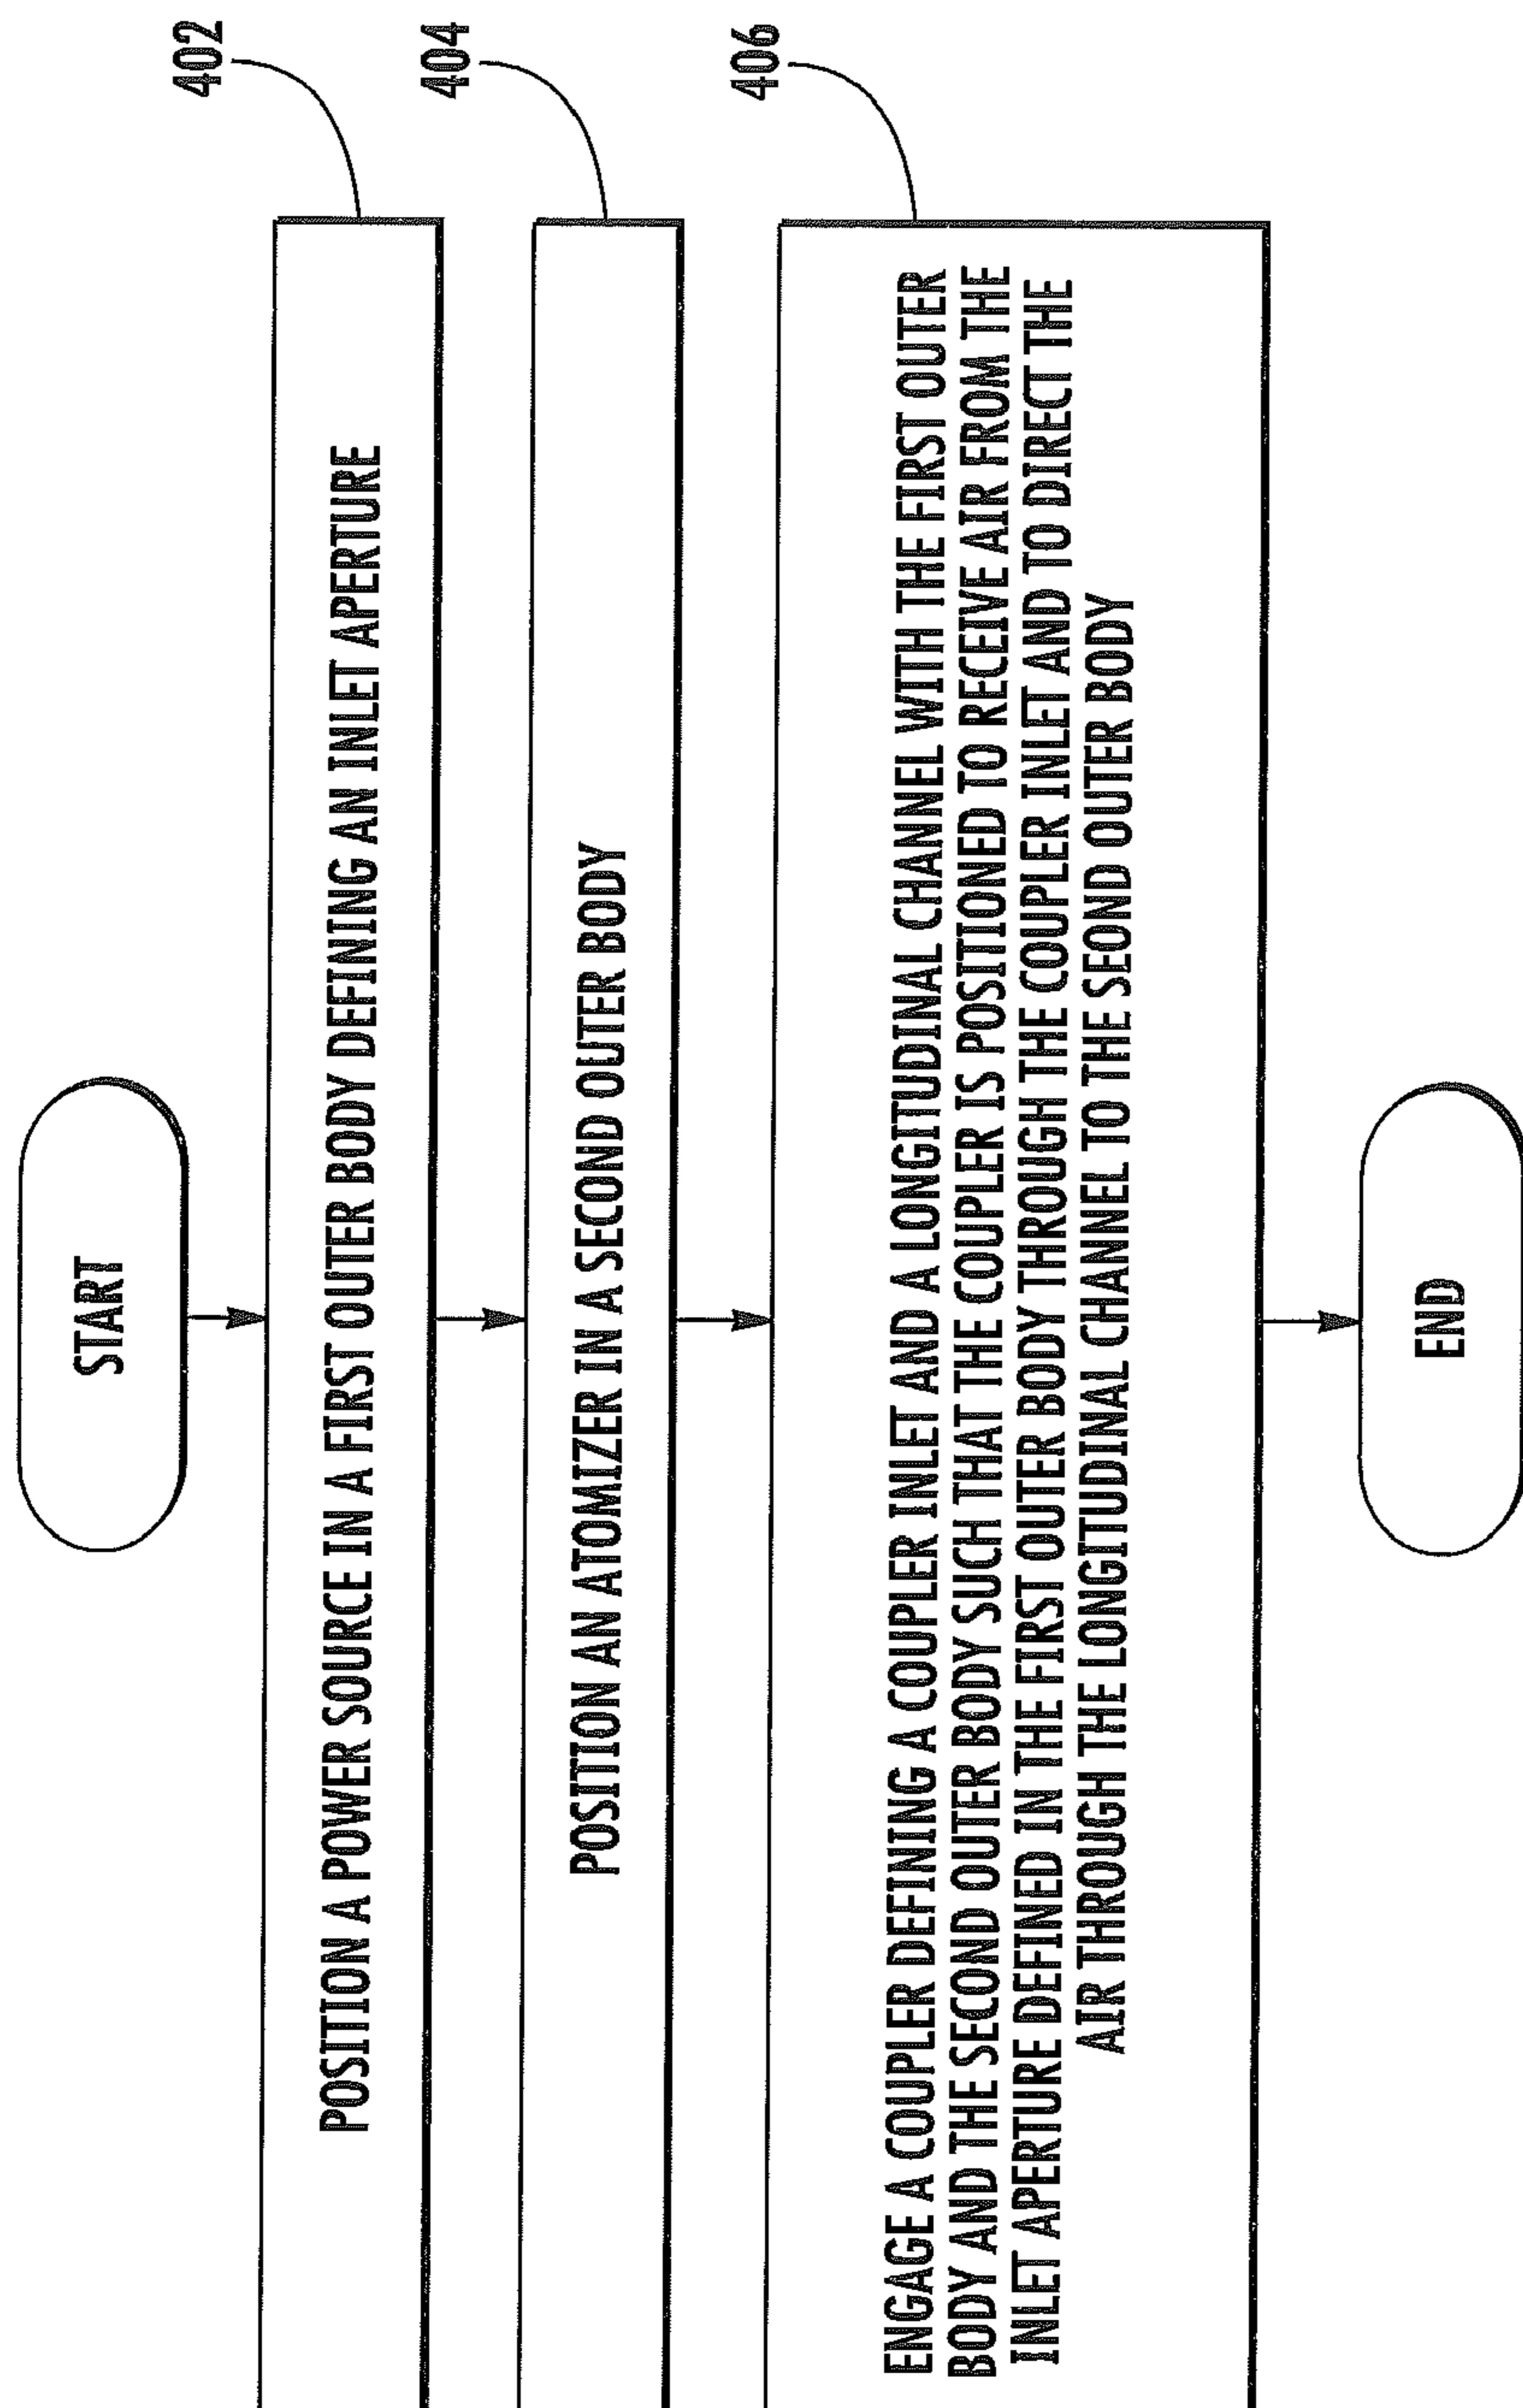 START
402
POSITION A POWER SOURCE IN A FIRST OUTER BODY DEFINING AN INLET APERTURE
404
POSITION AN ATOMIZER IN A SECOND OUTER BODY
406
ENGAGE A COUPLER DEFINING A COUPLER INLET AND A LONGITUDINAL CHANNEL WITH THE FIRST OUTER
BODY AND THE SECOND OUTER BODY SUCH THAT THE COUPLER IS POSITIONED TO RECEIVE AIR FROM THE
INLET APERTURE DEFINED IN THE FIRST OUTER BODY THROUGH THE COUPLER INLET AND TO DIRECT THE
AIR THROUGH THE LONGITUDINAL CHANNEL TO THE SEOND OUTER BODY
END